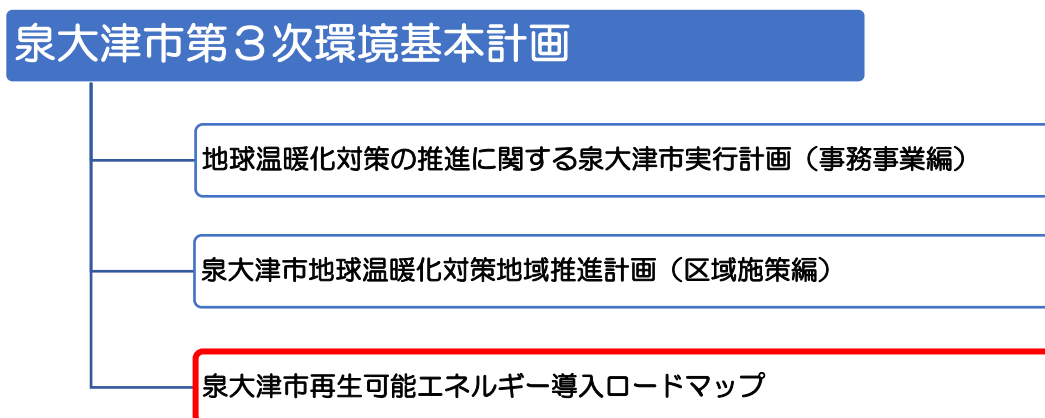 泉大津市第３次環境基本計画
地球温暖化対策の推進に関する泉大津市実行計画（事務事業編）
泉大津市地球温暖化対策地域推進計画（区域施策編）
泉大津市再生可能エネルギー導入ロードマップ